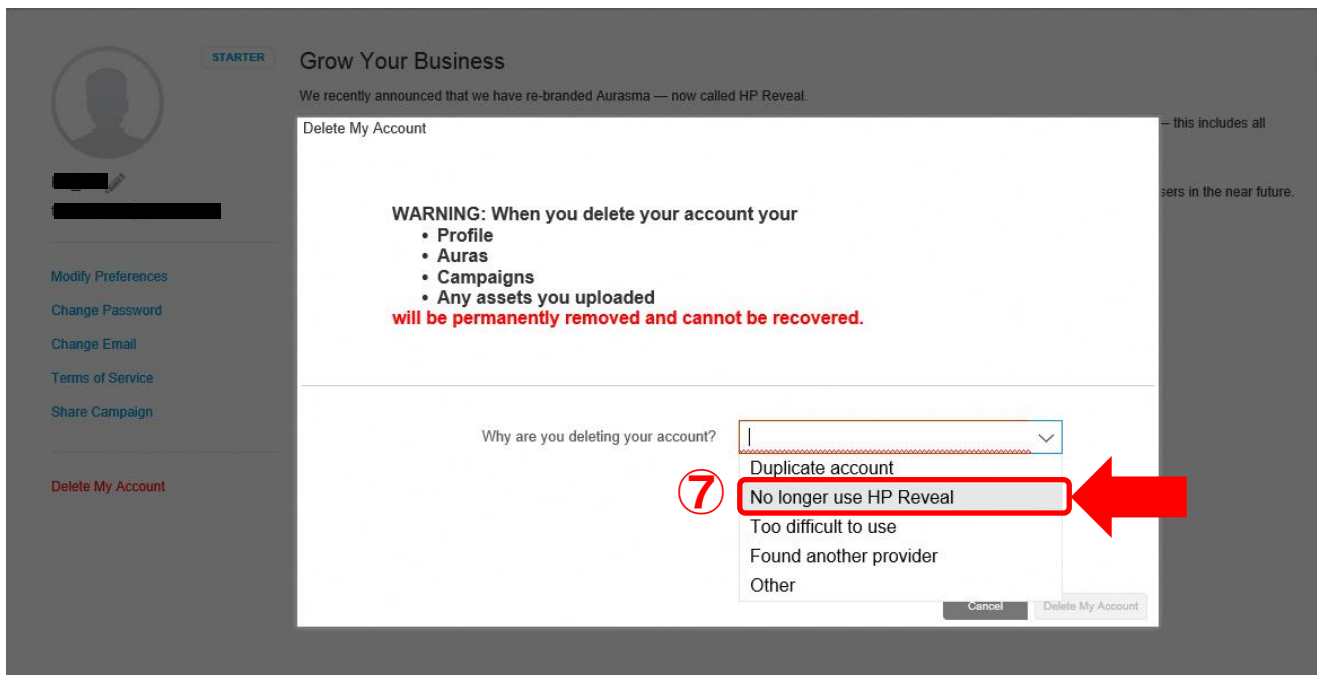 STARTER
Grow Your Business
We recently announced that we have re-branded Aurasma — now called HP Reveal.
– this includes all
sers in the near future.
Delete My Account
WARNING: When you delete your account your
• Profile
• Auras
• Campaigns
• Any assets you uploaded
will be permanently removed and cannot be recovered.
Modify Preferences
Change Password
Change Email
Terms of Service
Share Campaign
Delete My Account
Why are you deleting your account?
Duplicate account
⑦ No longer use HP Reveal
Too difficult to use
Found another provider
Other
Cancel Delete My Account